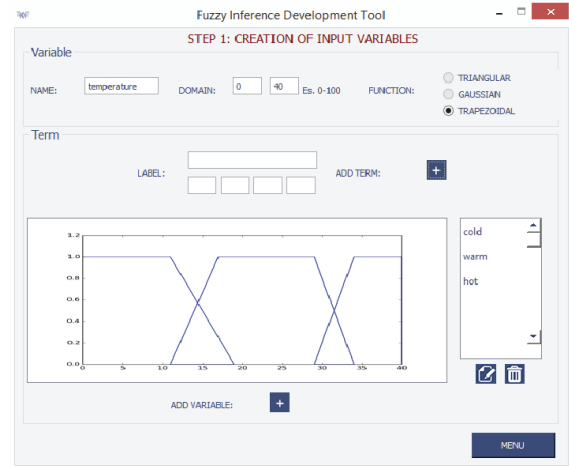 Fuzzy Inference Development Tool
STEP 1: CREATION OF INPUT VARIABLES
Variable
NAME: temperature DOMAIN: 0 40 Es. 0-100 FUNCTION:
TRIANGULAR
GAUSSIAN
TRAPEZOIDAL
Term
LABEL: ADD TERM: +
1.2
1.0
0.8
0.6
0.4
0.2
0.0
0 5 10 15 20 25 30 35 40
cold
warm
hot
ADD VARIABLE: +
MENU